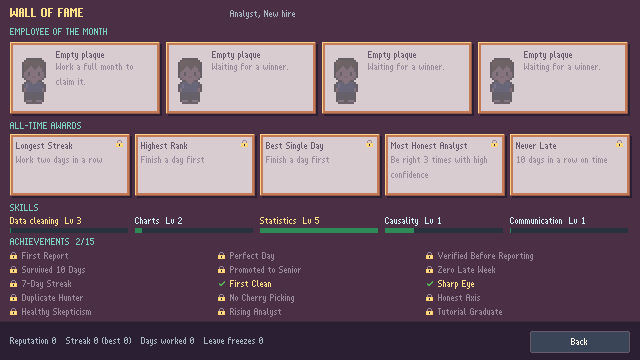 WALL OF FAME
Analyst, New hire
EMPLOYEE OF THE MONTH
Empty plaque
Work a full month to
claim it.
Empty plaque
Waiting for a winner.
Empty plaque
Waiting for a winner.
Empty plaque
Waiting for a winner.
ALL-TIME AWARDS
Longest Streak
Work two days in a row
Highest Rank
Finish a day first
Best Single Day
Finish a day first
Most Honest Analyst
Be right 3 times with high
confidence
Never Late
10 days in a row on time
SKILLS
Data cleaning Lv 3
Charts Lv 2
Statistics Lv 5
Causality Lv 1
Communication Lv 1
ACHIEVEMENTS 2/15
First Report
Perfect Day
Verified Before Reporting
Survived 10 Days
Promoted to Senior
Zero Late Week
7-Day Streak
First Clean
Sharp Eye
Duplicate Hunter
No Cherry Picking
Honest Axis
Healthy Skepticism
Rising Analyst
Tutorial Graduate
Reputation 0 Streak 0 (best 0) Days worked 0 Leave freezes 0
Back